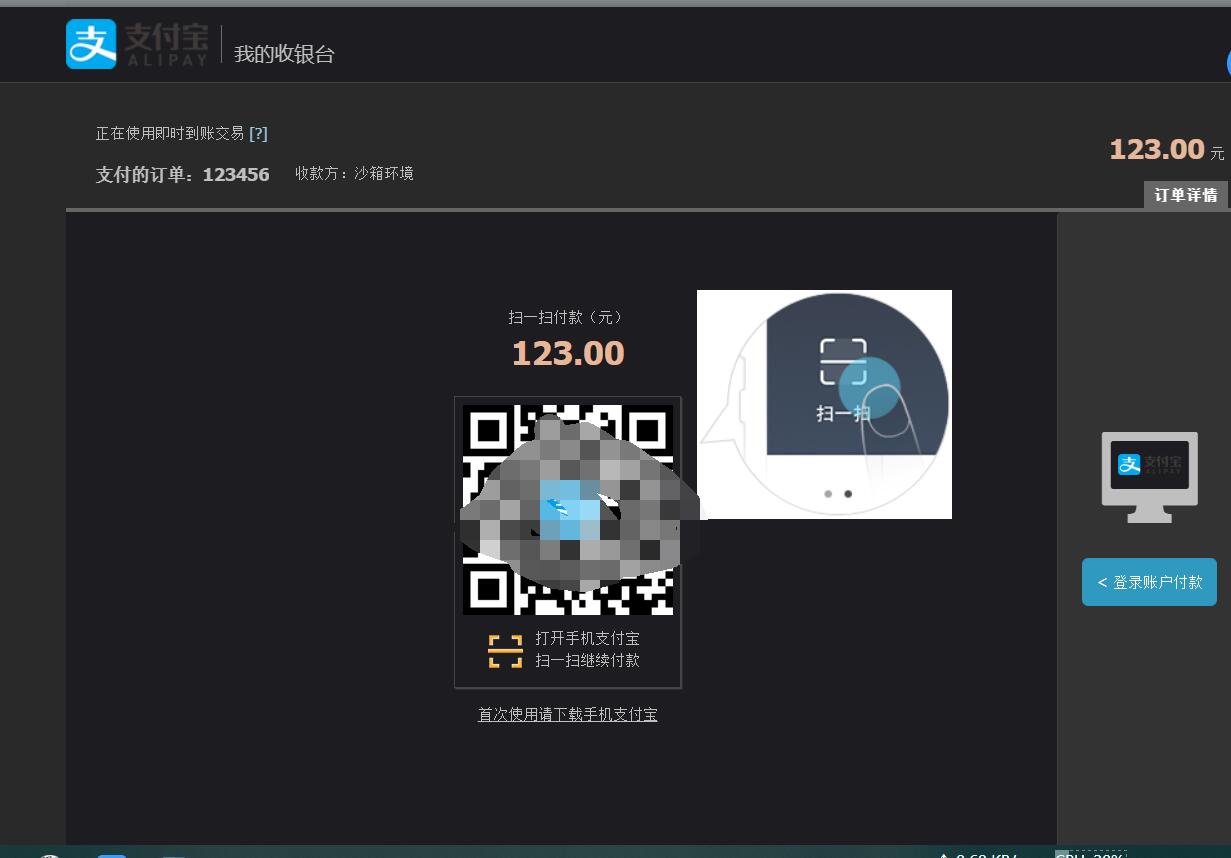 支 支付宝
ALIPAY
我的收银台
正在使用即时到账交易 [?]
支付的订单：123456 收款方：沙箱环境
123.00 元
订单详情
扫一扫付款（元）
123.00
扫一扫
支 支付宝
ALIPAY
< 登录账户付款
打开手机支付宝
扫一扫继续付款
首次使用请下载手机支付宝